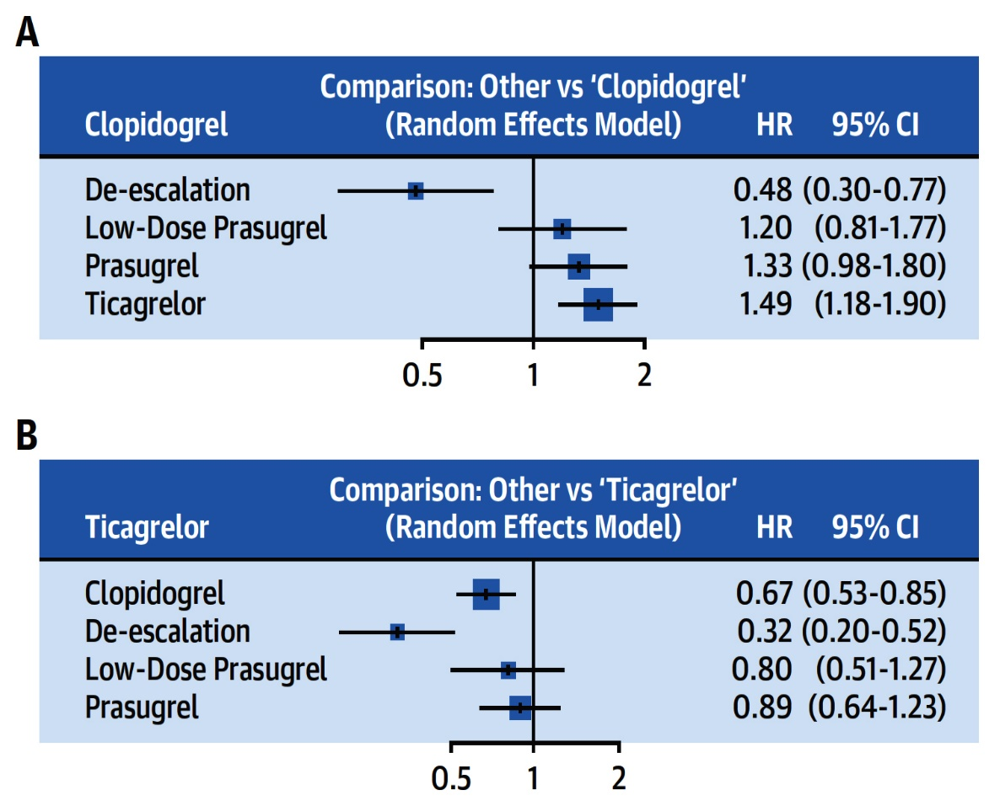 A
Comparison: Other vs ‘Clopidogrel’
Clopidogrel (Random Effects Model) HR 95% CI
De-escalation 0.48 (0.30-0.77)
Low-Dose Prasugrel 1.20 (0.81-1.77)
Prasugrel 1.33 (0.98-1.80)
Ticagrelor 1.49 (1.18-1.90)
0.5 1 2
B
Comparison: Other vs ‘Ticagrelor’
Ticagrelor (Random Effects Model) HR 95% CI
Clopidogrel 0.67 (0.53-0.85)
De-escalation 0.32 (0.20-0.52)
Low-Dose Prasugrel 0.80 (0.51-1.27)
Prasugrel 0.89 (0.64-1.23)
0.5 1 2